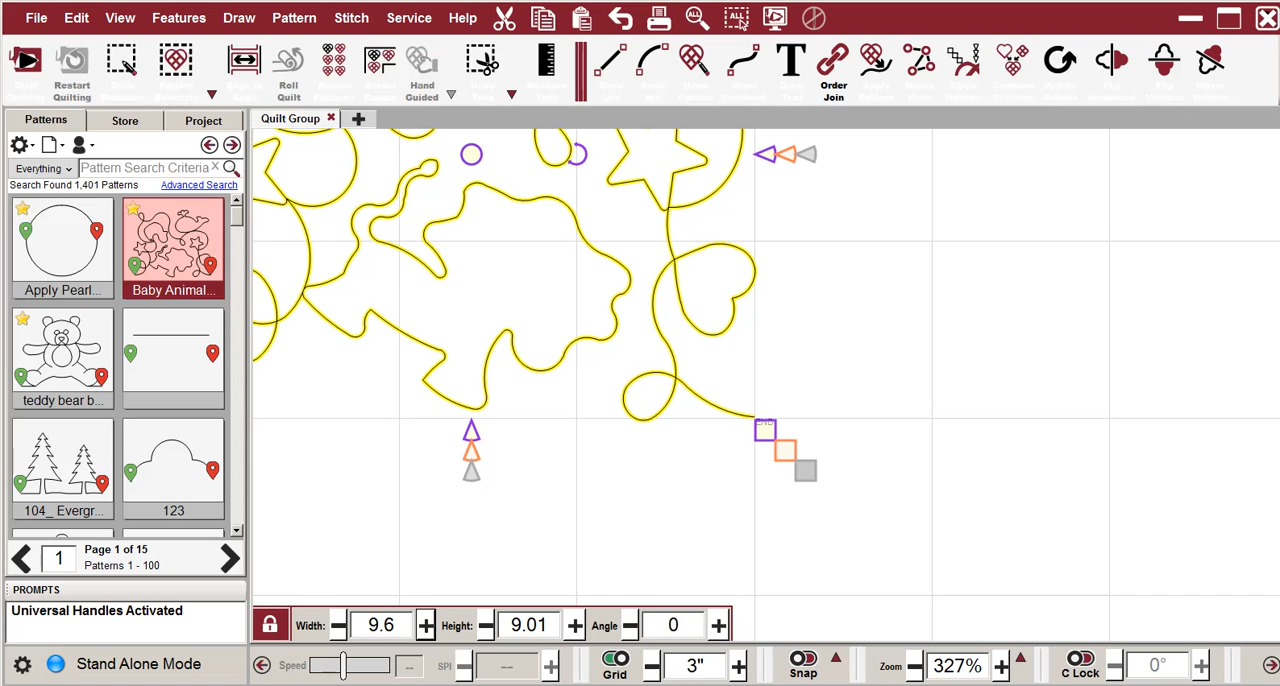 File Edit View Features Draw Pattern Stitch Service Help ALL ALL
Restart Quilting
Roll Quilt
Hand Guided
T
Order Join
Patterns Store Project
Quilt Group
Everything Pattern Search Criteria
Search Found 1,401 Patterns Advanced Search
Apply Pearl... Baby Animal...
teddy bear b...
104_ Evergr... 123
1 Page 1 of 15
Patterns 1 - 100
PROMPTS
Universal Handles Activated
END
Width: 9.6 Height: 9.01 Angle 0
Stand Alone Mode Speed -- SPI -- Grid 3" Snap Zoom 327% C Lock 0°